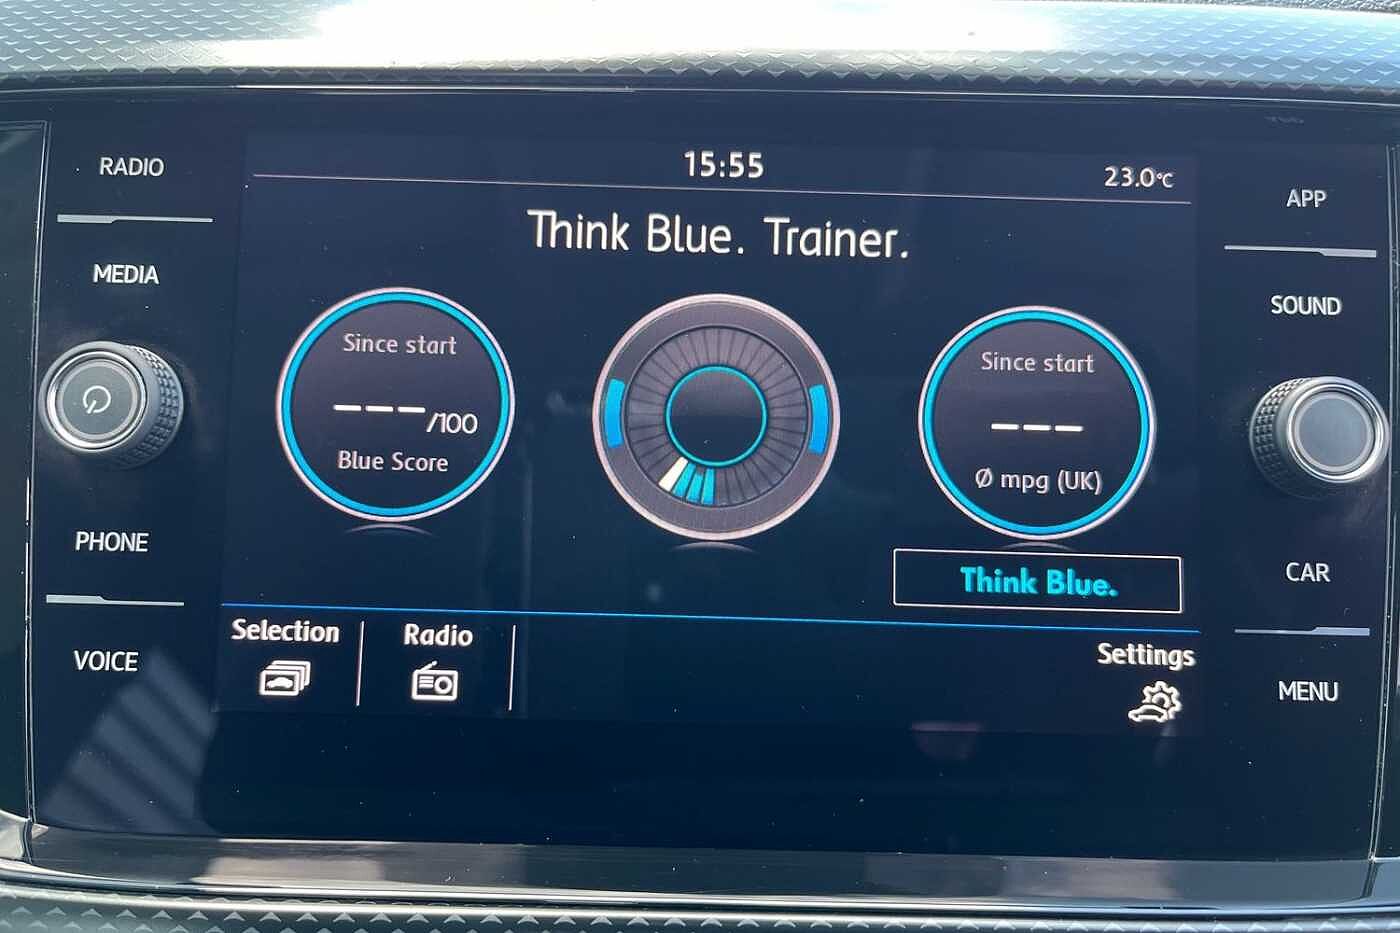 RADIO
MEDIA
PHONE
VOICE
15:55
23.0°C
Think Blue. Trainer.
Since start
---/100
Blue Score
Since start
---
Ø mpg (UK)
Think Blue.
Selection
Radio
Settings
APP
SOUND
CAR
MENU